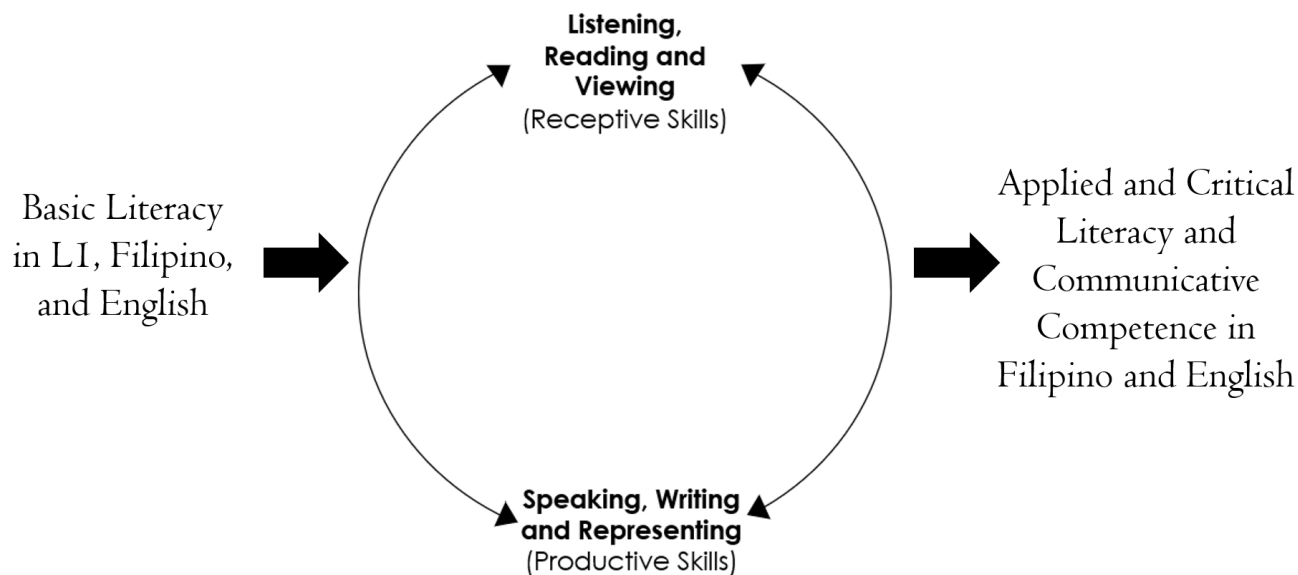 Listening,
Reading and
Viewing
(Receptive Skills)
Basic Literacy
in L1, Filipino,
and English
Applied and Critical
Literacy and
Communicative
Competence in
Filipino and English
Speaking, Writing
and Representing
(Productive Skills)